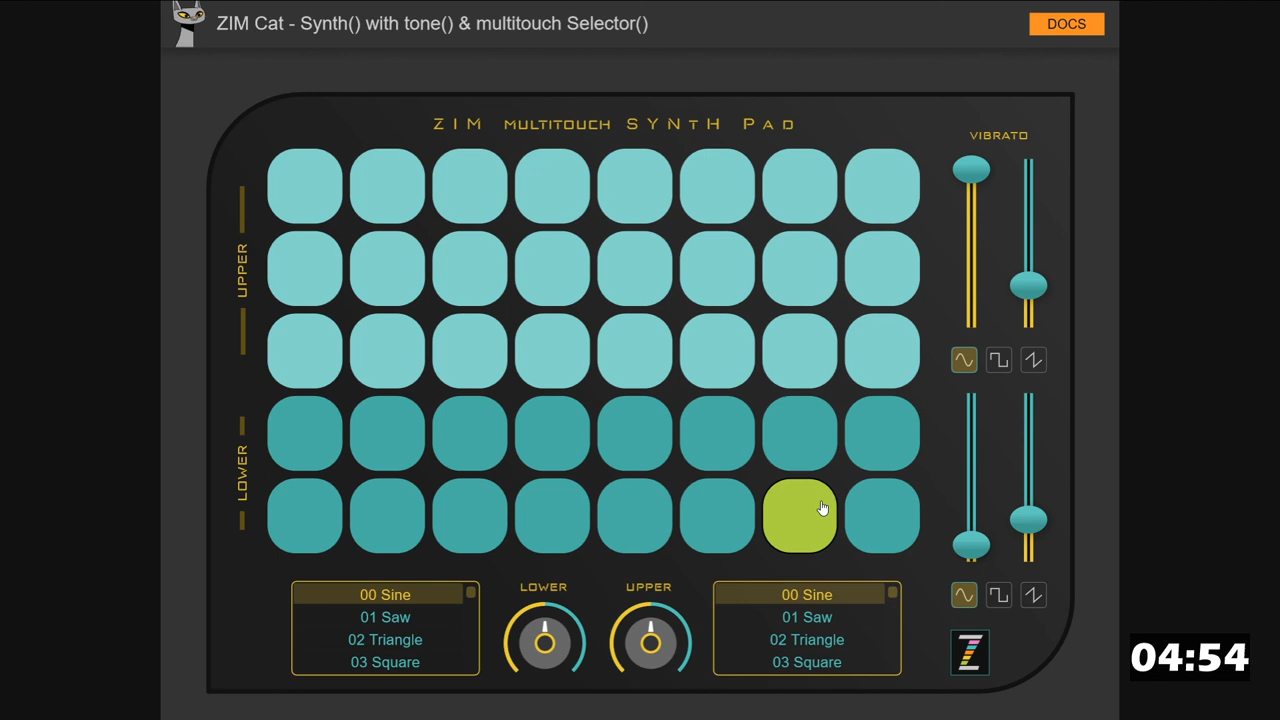 ZIM Cat - Synth() with tone() & multitouch Selector()
DOCS
ZIM MULTITOUCH SYNTH PAD
VIBRATO
UPPER
LOWER
LOWER
UPPER
00 Sine
01 Saw
02 Triangle
03 Square
00 Sine
01 Saw
02 Triangle
03 Square
04:54